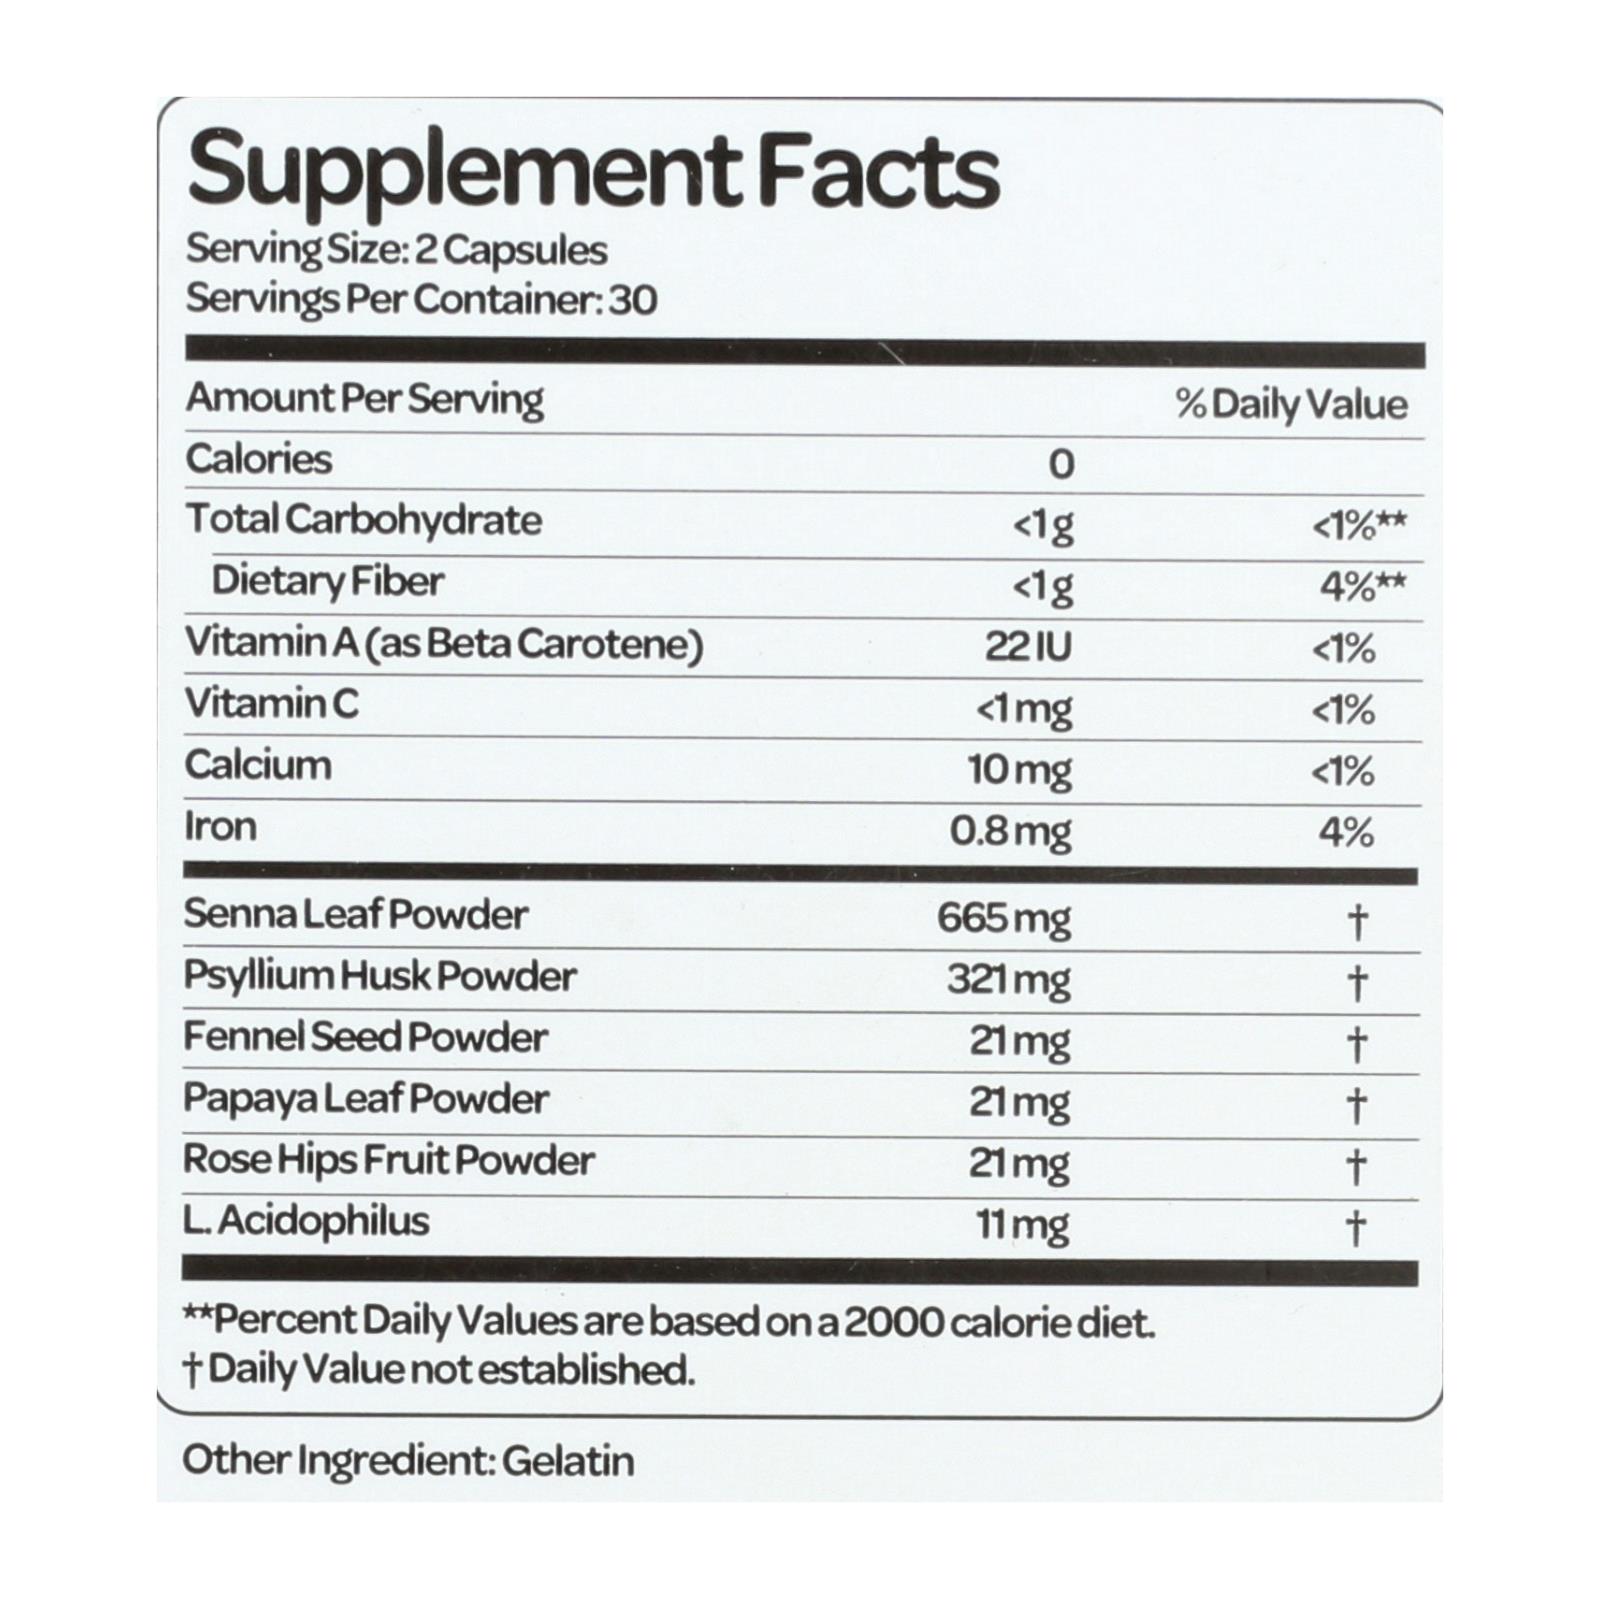 Supplement Facts
Serving Size: 2 Capsules
Servings Per Container: 30
Amount Per Serving % Daily Value
Calories 0
Total Carbohydrate <1 g <1%**
Dietary Fiber <1 g 4%**
Vitamin A (as Beta Carotene) 22 IU <1%
Vitamin C <1 mg <1%
Calcium 10 mg <1%
Iron 0.8 mg 4%
Senna Leaf Powder 665 mg †
Psyllium Husk Powder 321 mg †
Fennel Seed Powder 21 mg †
Papaya Leaf Powder 21 mg †
Rose Hips Fruit Powder 21 mg †
L. Acidophilus 11 mg †
**Percent Daily Values are based on a 2000 calorie diet.
† Daily Value not established.
Other Ingredient: Gelatin